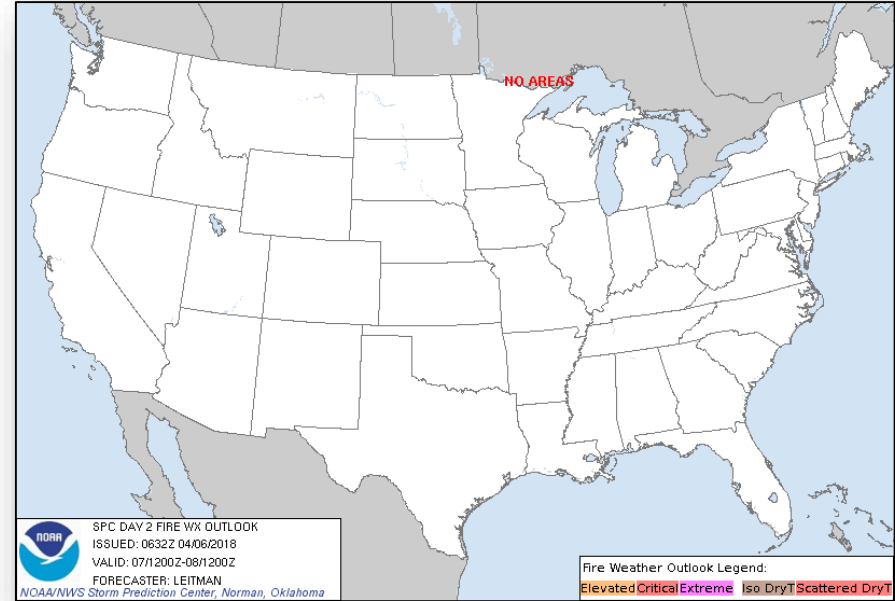 NO AREAS
NOAA
SPC DAY 2 FIRE WX OUTLOOK
ISSUED: 0632Z 04/06/2018
VALID: 07/1200Z-08/1200Z
FORECASTER: LEITMAN
NOAA/NWS Storm Prediction Center, Norman, Oklahoma
Fire Weather Outlook Legend:
Elevated Critical Extreme Iso DryT Scattered DryT